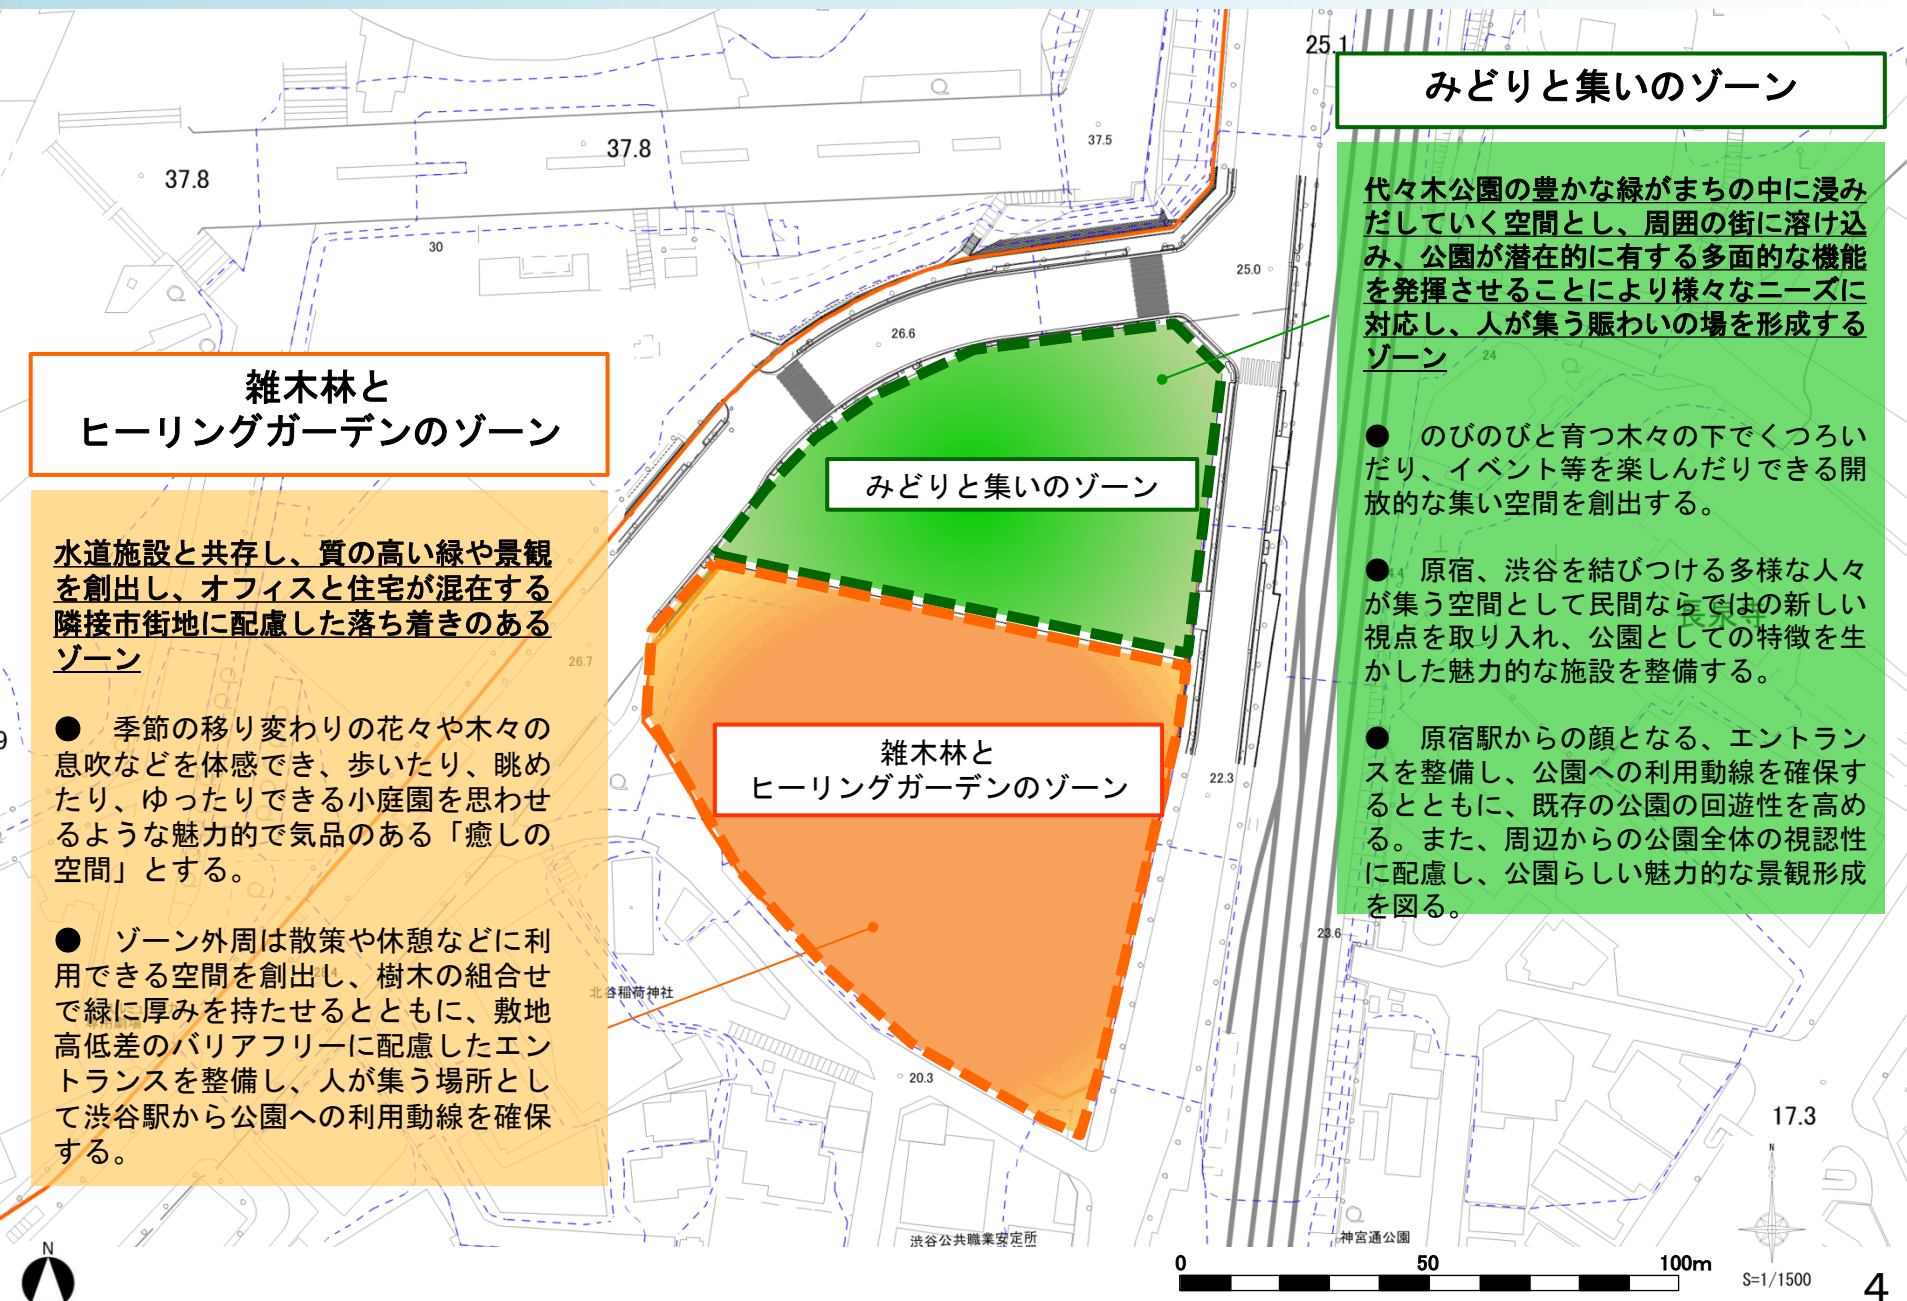 25.1
37.8
37.8
37.5
30
25.0
26.6
26.7
24
22.3
23.6
20.3
17.3
みどりと集いのゾーン
代々木公園の豊かな緑がまちの中に浸み
だしていく空間とし、周囲の街に溶け込
み、公園が潜在的に有する多面的な機能
を発揮させることにより様々なニーズに
対応し、人が集う賑わいの場を形成する
ゾーン
● のびのびと育つ木々の下でくつろい
だり、イベント等を楽しんだりできる開
放的な集い空間を創出する。
● 原宿、渋谷を結びつける多様な人々
が集う空間として民間ならではの新しい
視点を取り入れ、公園としての特徴を生
かした魅力的な施設を整備する。
● 原宿駅からの顔となる、エントラン
スを整備し、公園への利用動線を確保す
るとともに、既存の公園の回遊性を高め
る。また、周辺からの公園全体の視認性
に配慮し、公園らしい魅力的な景観形成
を図る。
長泉寺
雑木林と
ヒーリングガーデンのゾーン
水道施設と共存し、質の高い緑や景観
を創出し、オフィスと住宅が混在する
隣接市街地に配慮した落ち着きのある
ゾーン
● 季節の移り変わりの花々や木々の
息吹などを体感でき、歩いたり、眺め
たり、ゆったりできる小庭園を思わせ
るような魅力的で気品のある「癒しの
空間」とする。
● ゾーン外周は散策や休憩などに利
用できる空間を創出し、樹木の組合せ
で緑に厚みを持たせるとともに、敷地
高低差のバリアフリーに配慮したエン
トランスを整備し、人が集う場所とし
て渋谷駅から公園への利用動線を確保
する。
みどりと集いのゾーン
雑木林と
ヒーリングガーデンのゾーン
北谷稲荷神社
渋谷公共職業安定所
神宮通公園
N
N
0 50 100m
S=1/1500
4